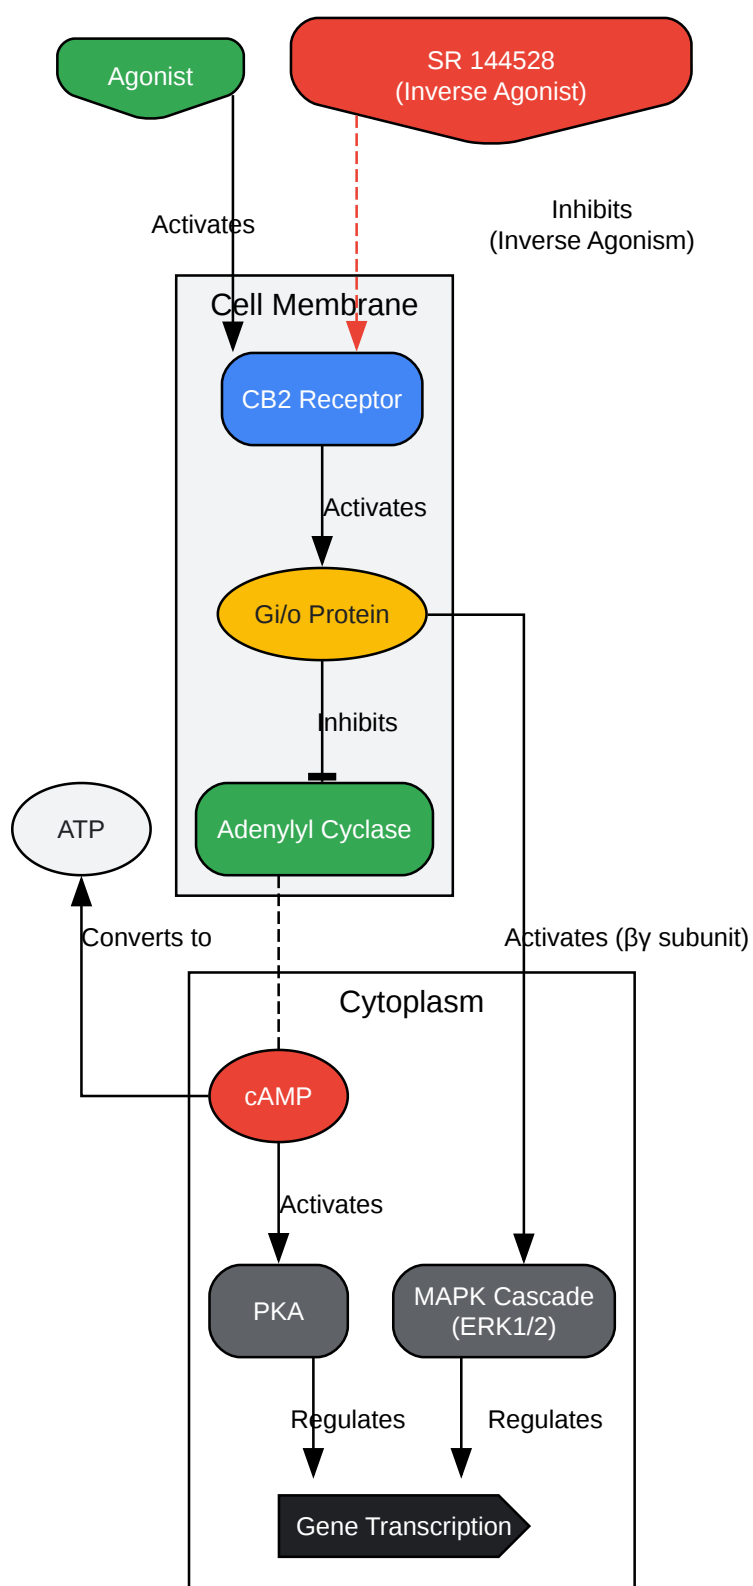 Agonist
SR 144528
(Inverse Agonist)
Activates
Inhibits
(Inverse Agonism)
Cell Membrane
CB2 Receptor
Activates
Gi/o Protein
Inhibits
ATP
Adenylyl Cyclase
Converts to
Activates (βγ subunit)
Cytoplasm
cAMP
Activates
PKA
MAPK Cascade
(ERK1/2)
Regulates
Regulates
Gene Transcription